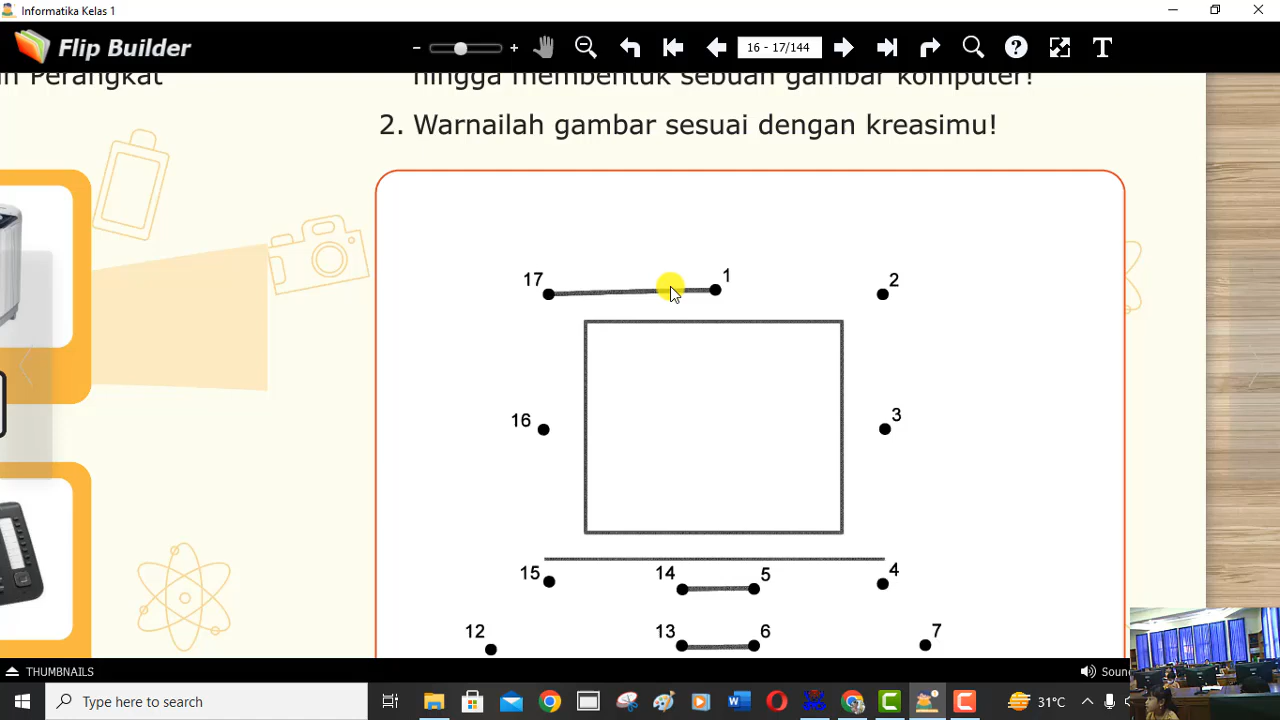 Informatika Kelas 1
Flip Builder
16 - 17/144
n Perangkat
hingga membentuk sebuah gambar komputer!
2. Warnailah gambar sesuai dengan kreasimu!
17
1
2
16
3
15
14
5
4
12
13
6
7
THUMBNAILS
Soun
Type here to search
31°C